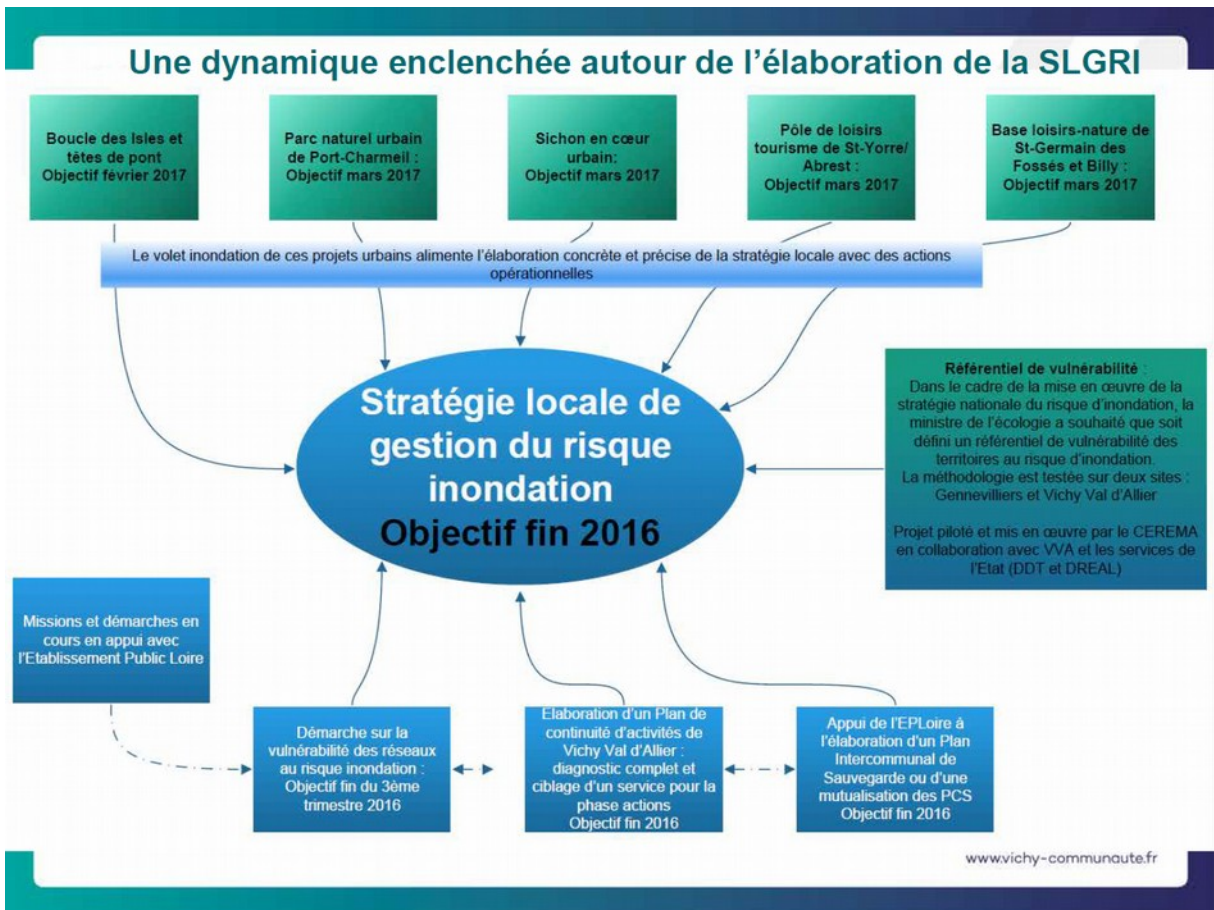 Une dynamique enclenchée autour de l'élaboration de la SLGRI
Boucle des Isles et
têtes de pont
Objectif février 2017
Parc naturel urbain
de Port-Charmeil :
Objectif mars 2017
Sichon en cœur
urbain:
Objectif mars 2017
Pôle de loisirs
tourisme de St-Yorre/
Abrest :
Objectif mars 2017
Base loisirs-nature de
St-Germain des
Fossés et Billy :
Objectif mars 2017
Le volet inondation de ces projets urbains alimente l'élaboration concrète et précise de la stratégie locale avec des actions
opérationnelles
Stratégie locale de
gestion du risque
inondation
Objectif fin 2016
Référentiel de vulnérabilité :
Dans le cadre de la mise en œuvre de la
stratégie nationale du risque d'inondation, la
ministre de l'écologie a souhaité que soit
défini un référentiel de vulnérabilité des
territoires au risque d'inondation.
La méthodologie est testée sur deux sites :
Gennevilliers et Vichy Val d'Allier
Projet piloté et mis en œuvre par le CEREMA
en collaboration avec VVA et les services de
l'Etat (DDT et DREAL)
Missions et démarches en
cours en appui avec
l'Etablissement Public Loire
Démarche sur la
vulnérabilité des réseaux
au risque inondation :
Objectif fin du 3ème
trimestre 2016
Elaboration d'un Plan de
continuité d'activités de
Vichy Val d'Allier :
diagnostic complet et
ciblage d'un service pour la
phase actions
Objectif fin 2016
Appui de l'EPLoire à
l'élaboration d'un Plan
Intercommunal de
Sauvegarde ou d'une
mutualisation des PCS
Objectif fin 2016
www.vichy-communaute.fr